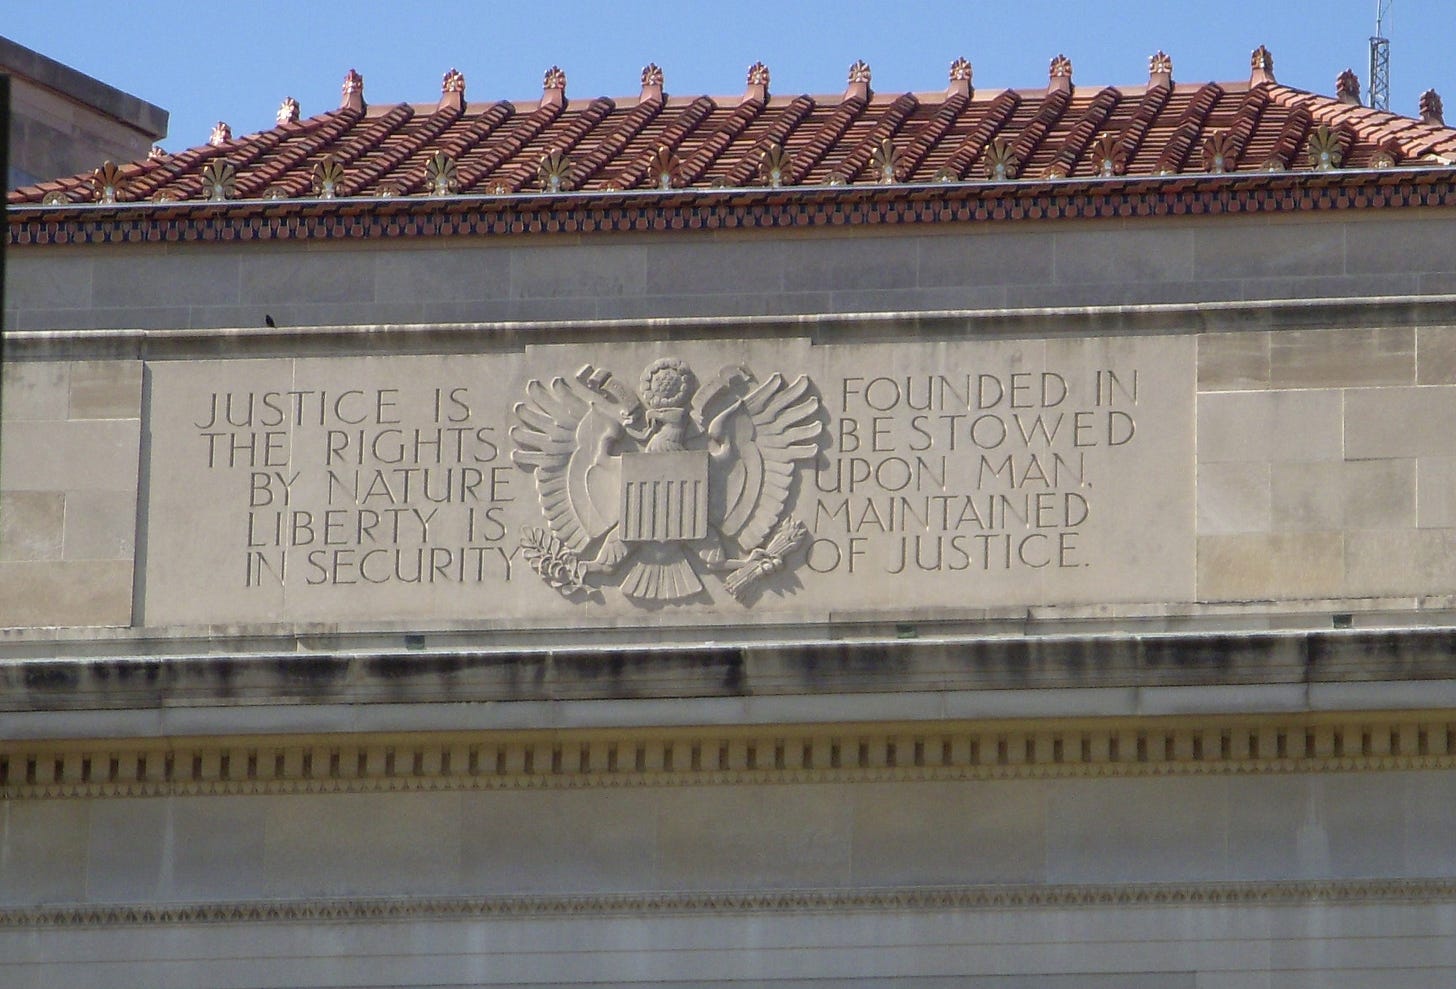 JUSTICE IS FOUNDED IN
THE RIGHTS BESTOWED
BY NATURE UPON MAN.
LIBERTY IS MAINTAINED
IN SECURITY OF JUSTICE.